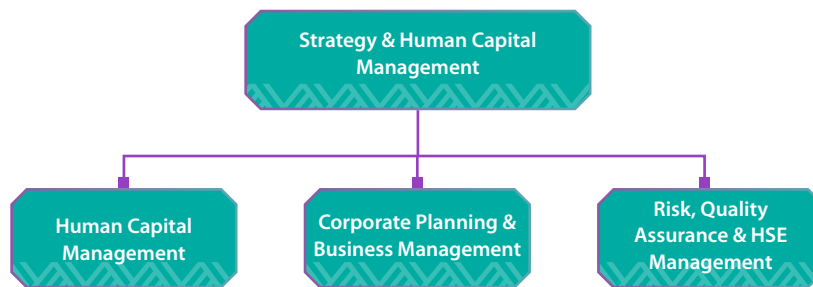 Strategy & Human Capital
Management
Human Capital
Management
Corporate Planning &
Business Management
Risk, Quality
Assurance & HSE
Management